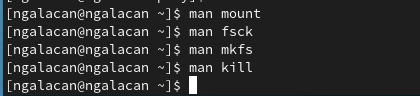 [ngalacan@ngalacan ~]$ man mount
[ngalacan@ngalacan ~]$ man fsck
[ngalacan@ngalacan ~]$ man mkfs
[ngalacan@ngalacan ~]$ man kill
[ngalacan@ngalacan ~]$